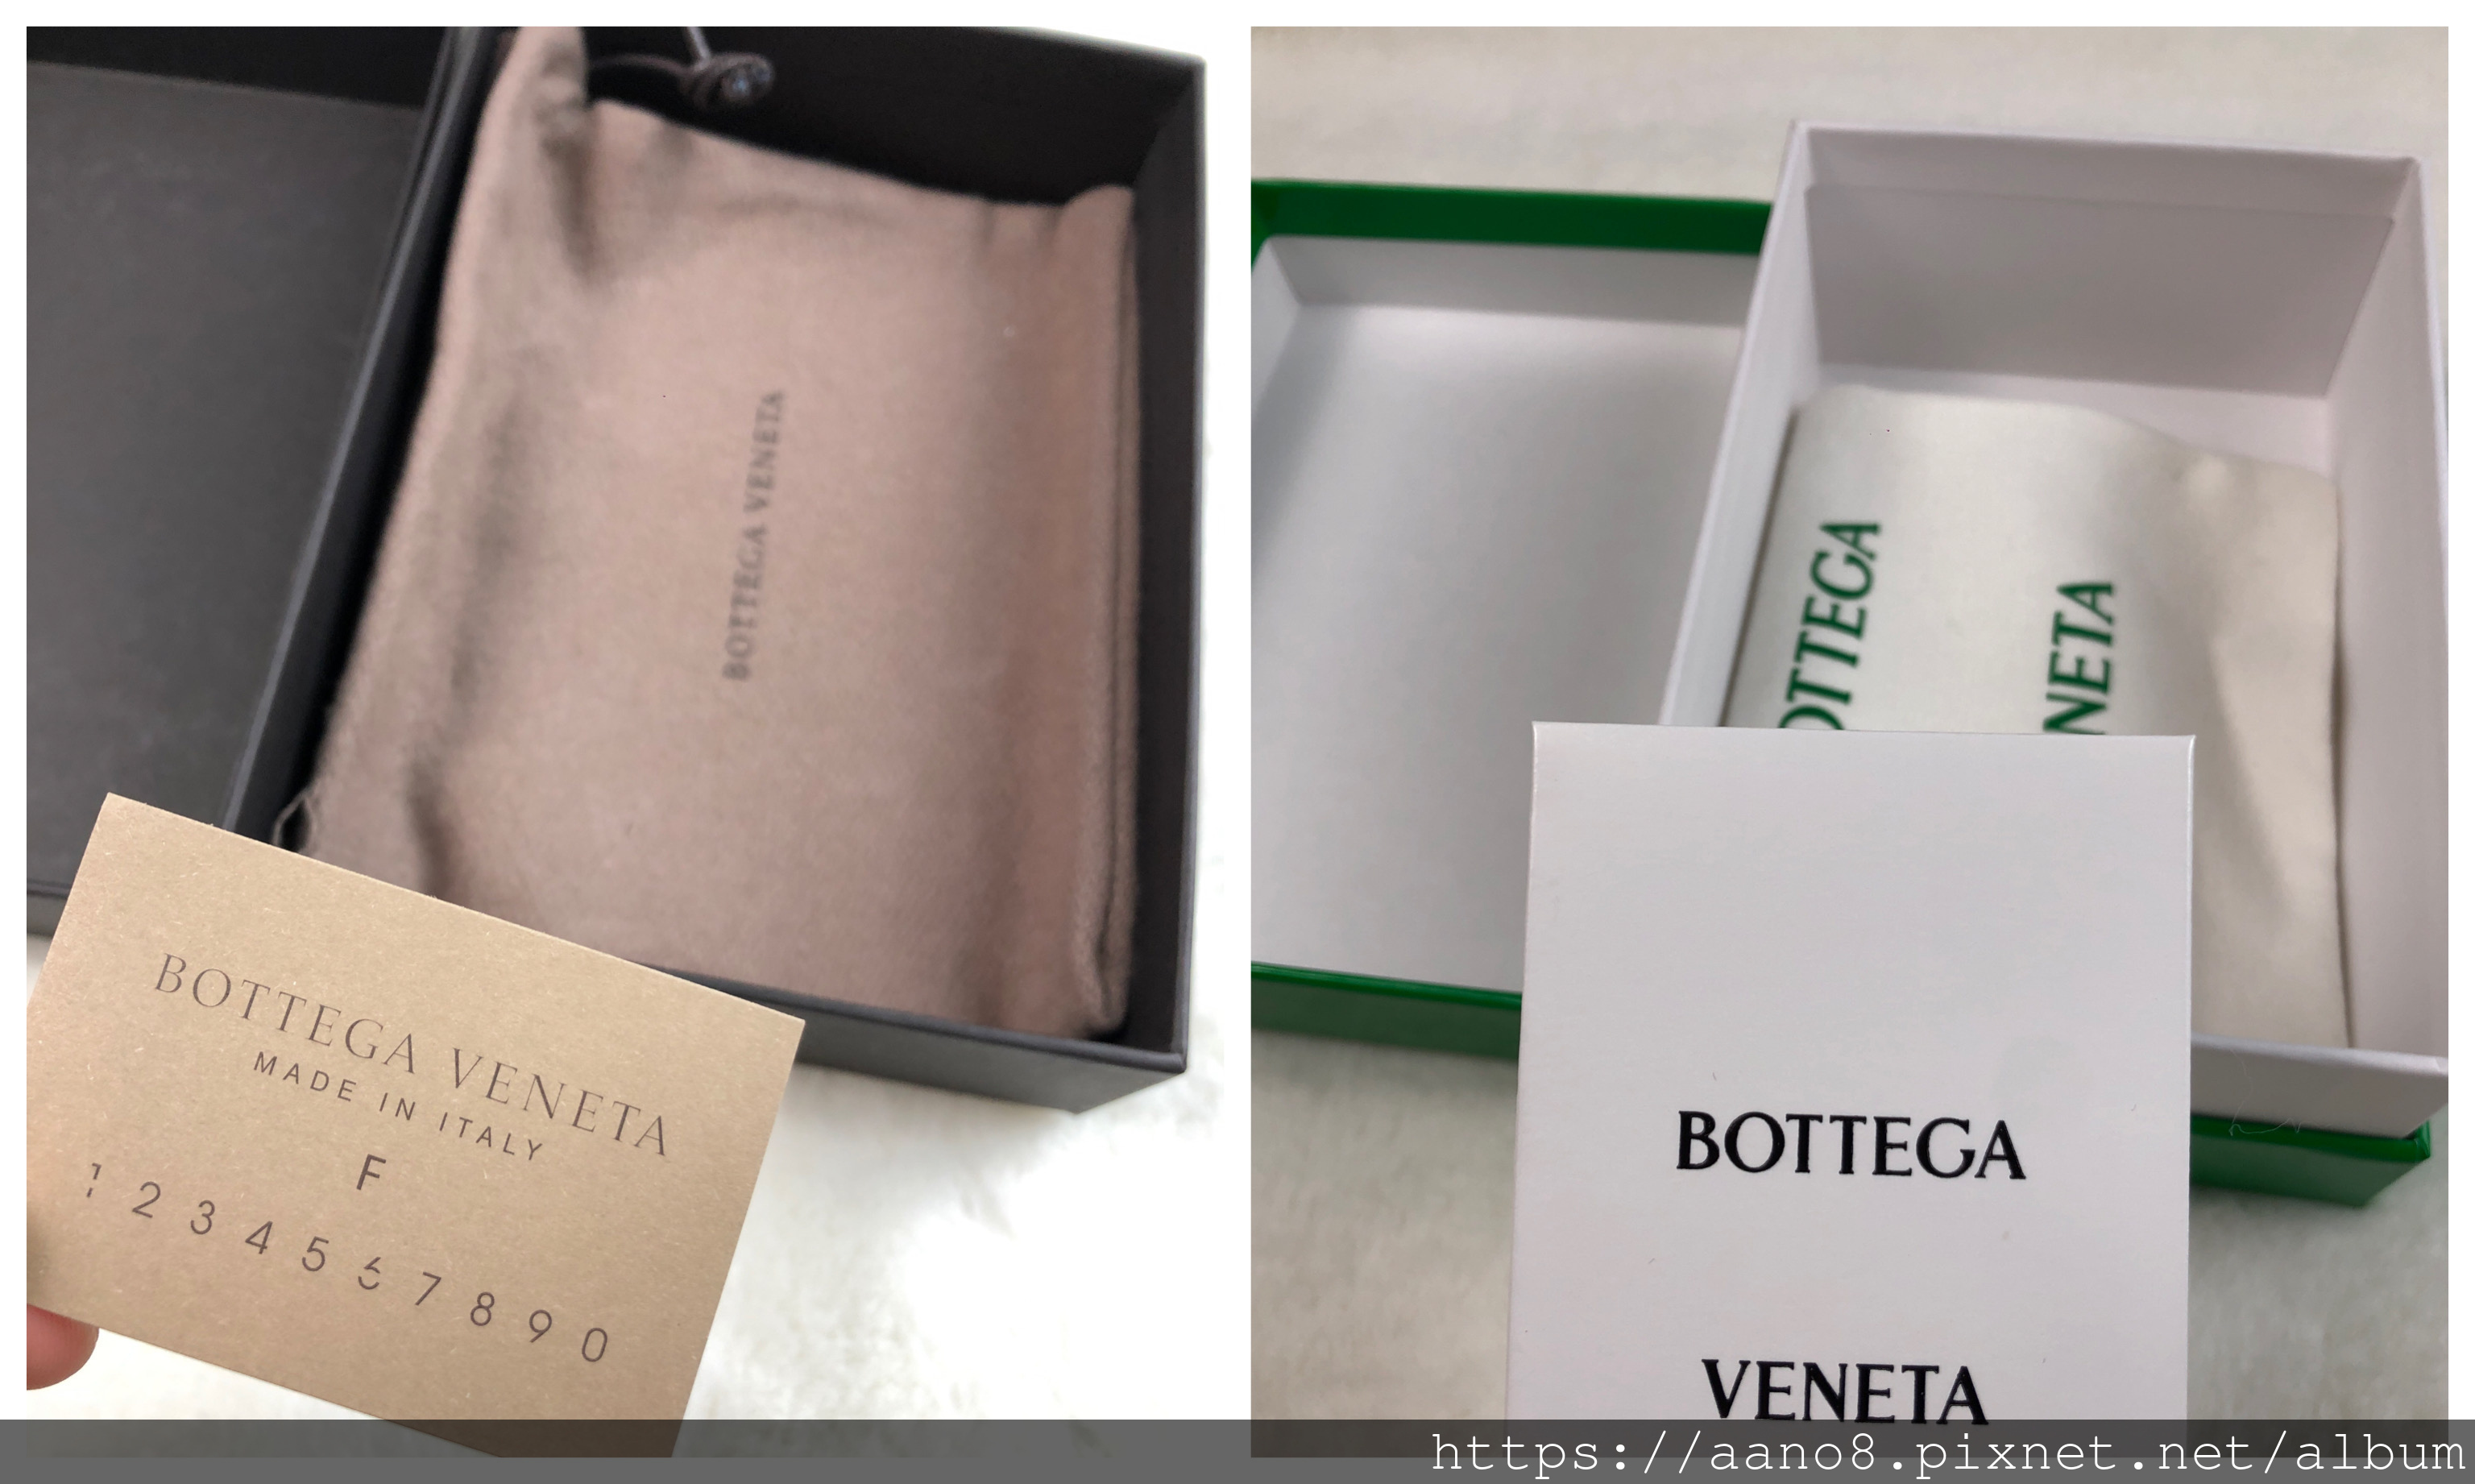 BOTTEGA VENETA
BOTTEGA VENETA
MADE IN ITALY
F
1 2 3 4 5 6 7 8 9 0
OTTEGA
NETA
BOTTEGA
VENETA
https://aano8.pixnet.net/album